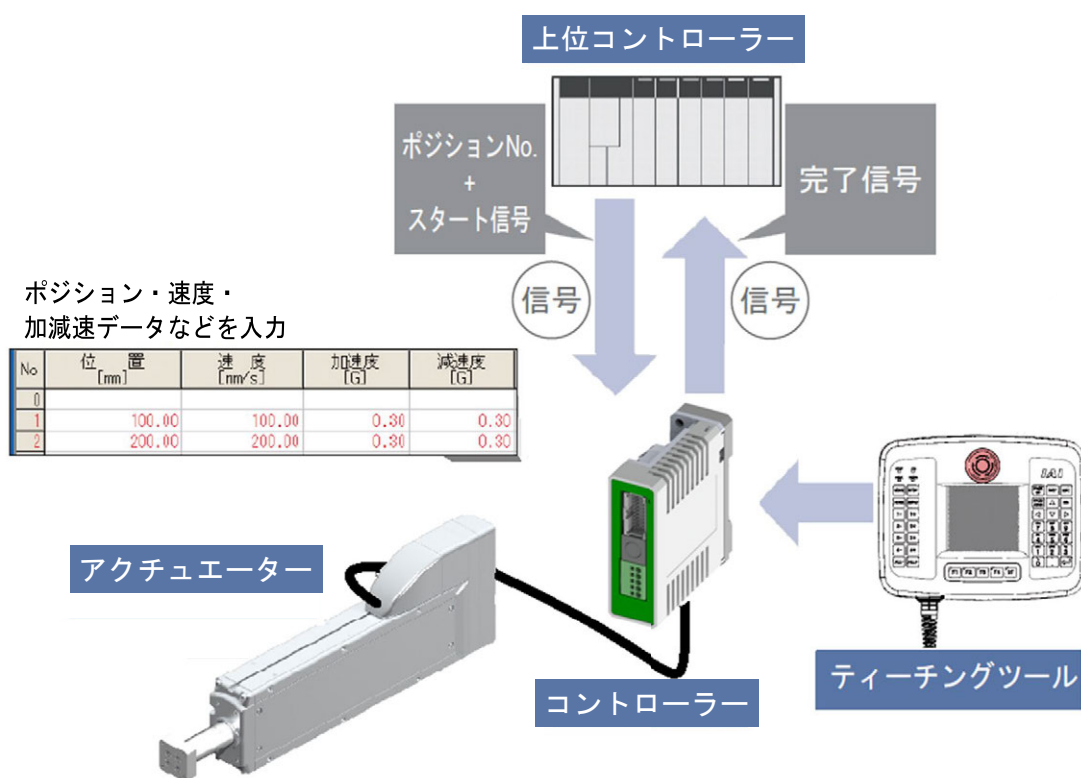 上位コントローラー
ポジションNo.
+
スタート信号
完了信号
信号
信号
ポジション・速度・
加減速データなどを入力
No 位 置 [mm] 速 度 [mm/s] 加速度 [G] 減速度 [G]
0
1 100.00 100.00 0.30 0.30
2 200.00 200.00 0.30 0.30
IAI
アクチュエーター
コントローラー
ティーチングツール